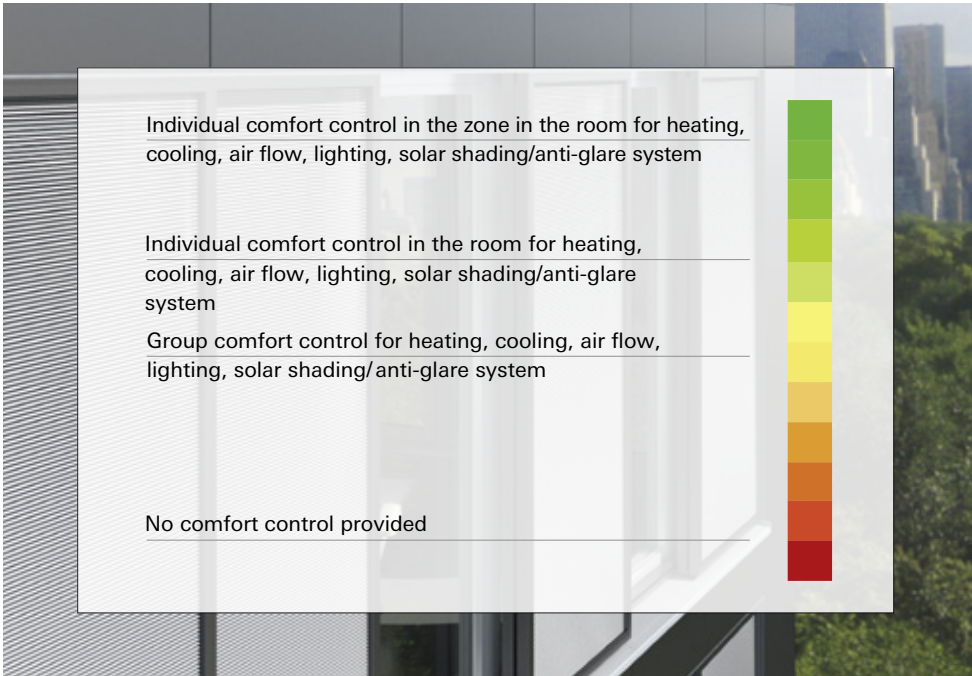 Individual comfort control in the zone in the room for heating,
cooling, air flow, lighting, solar shading/anti-glare system
Individual comfort control in the room for heating,
cooling, air flow, lighting, solar shading/anti-glare
system
Group comfort control for heating, cooling, air flow,
lighting, solar shading/anti-glare system
No comfort control provided